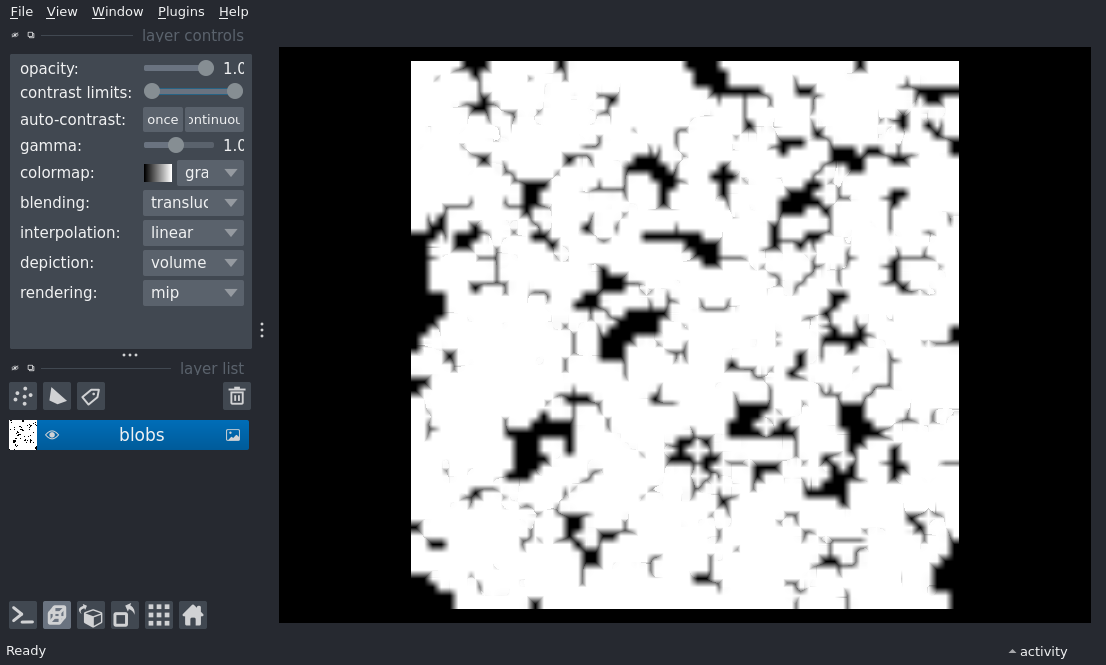 File View Window Plugins Help
layer controls
opacity: 1.0
contrast limits:
auto-contrast: once ontinuou
gamma: 1.0
colormap: gra
blending: transluc
interpolation: linear
depiction: volume
rendering: mip
layer list
blobs
Ready activity